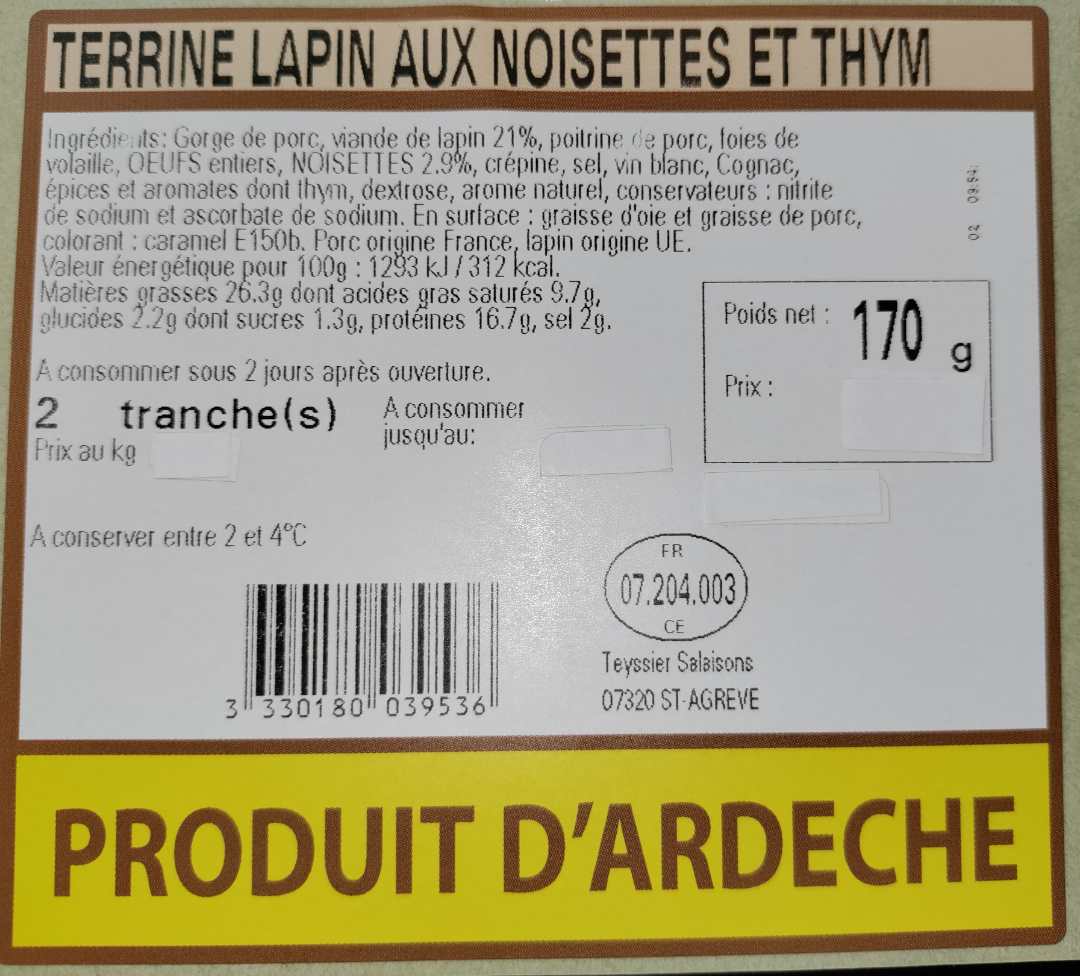 TERRINE LAPIN AUX NOISETTES ET THYM
Ingrédients: Gorge de porc, viande de lapin 21%, poitrine de porc, foies de
volaille, OEUFS entiers, NOISETTES 2.9%, crépine, sel, vin blanc, Cognac,
épices et aromates dont thym, dextrose, arome naturel, conservateurs : nitrite
de sodium et ascorbate de sodium. En surface : graisse d'oie et graisse de porc,
colorant : caramel E150b. Porc origine France, lapin origine UE.
Valeur énergétique pour 100g : 1293 kJ / 312 kcal.
Matières grasses 26.3g dont acides gras saturés 9.7g,
glucides 2.2g dont sucres 1.3g, protéines 16.7g, sel 2g.
Poids net : 170 g
Prix :
A consommer sous 2 jours après ouverture.
2 tranche(s)
A consommer
jusqu'au:
Prix au kg
A conserver entre 2 et 4°C
FR
07.204.003
CE
Teyssier Salaisons
07320 ST-AGREVE
3 330180 039536
PRODUIT D'ARDECHE